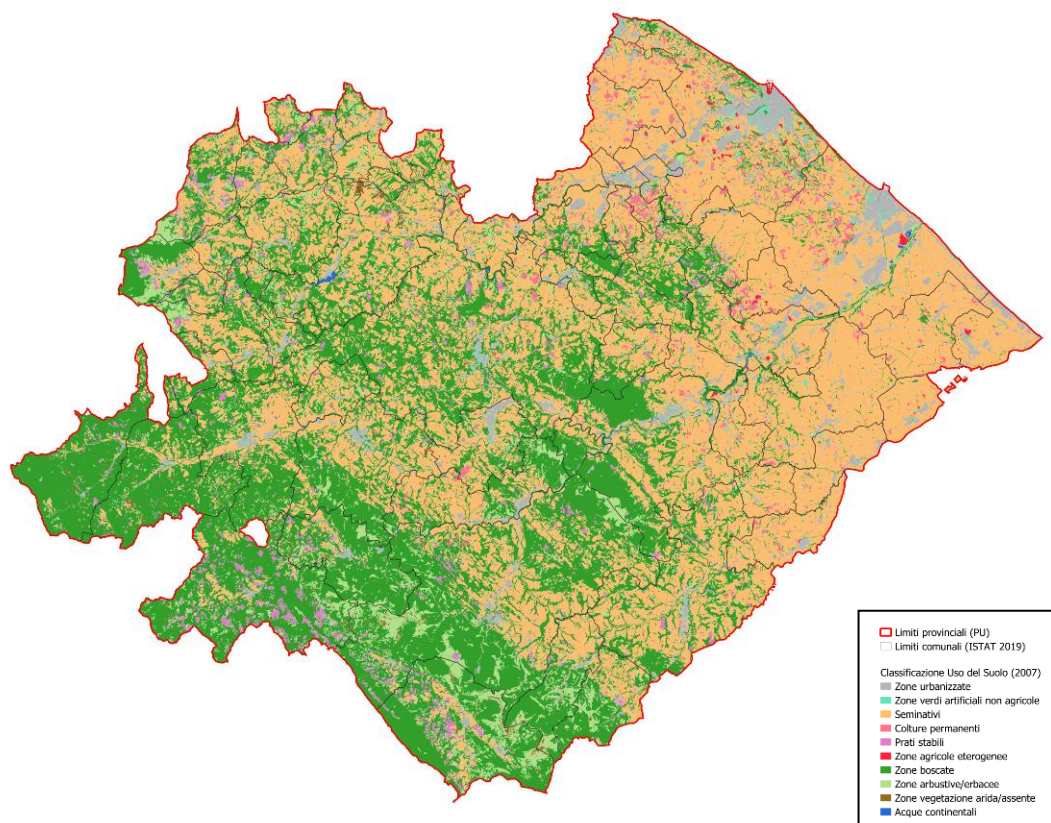 Limiti provinciali (PU)
Limiti comunali (ISTAT 2019)
Classificazione Uso del Suolo (2007)
Zone urbanizzate
Zone verdi artificiali non agricole
Seminativi
Colture permanenti
Prati stabili
Zone agricole eterogenee
Zone boscate
Zone arbustive/erbacee
Zone vegetazione arida/assente
Acque continentali